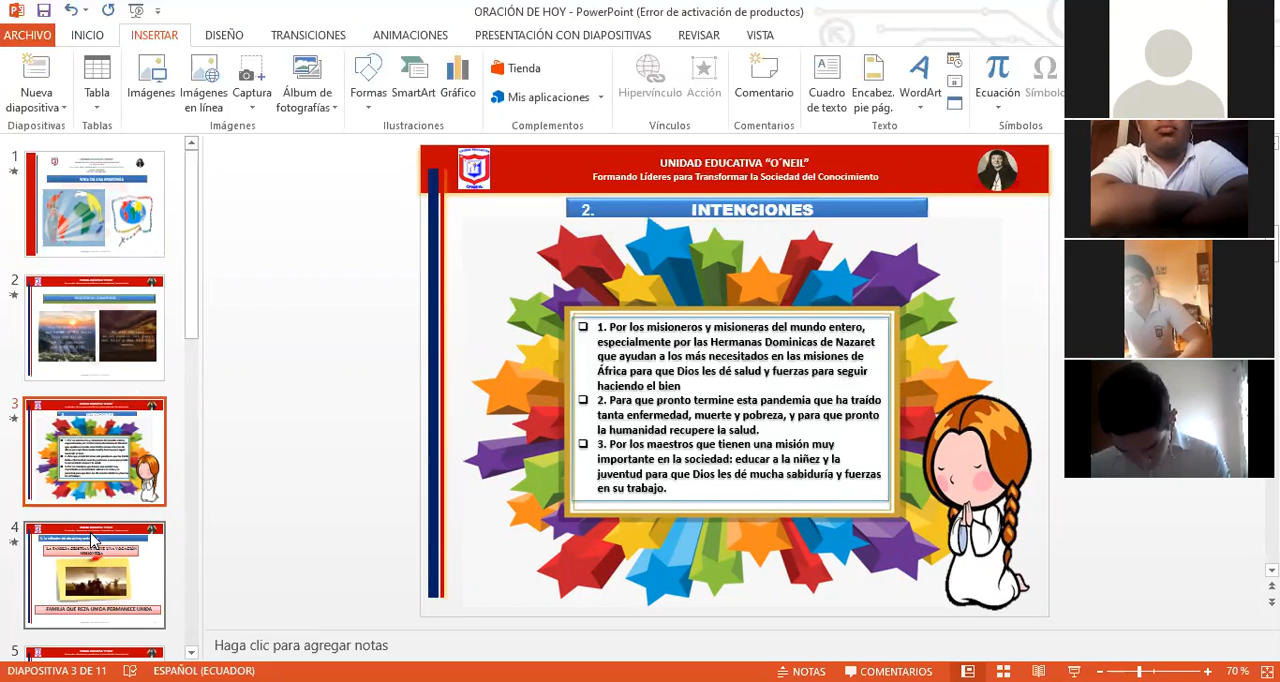 ORACIÓN DE HOY - PowerPoint (Error de activación de productos)
ARCHIVO INICIO INSERTAR DISEÑO TRANSICIONES ANIMACIONES PRESENTACIÓN CON DIAPOSITIVAS REVISAR VISTA
Nueva diapositiva
Tabla
Imágenes
Imágenes en línea
Captura
Álbum de fotografías
Formas
SmartArt
Gráfico
Tienda
Mis aplicaciones
Hipervínculo
Acción
Comentario
Cuadro de texto
Encabez. pie pág.
WordArt
Ecuación
Símbolo
Diapositivas Tablas Imágenes Ilustraciones Complementos Vínculos Comentarios Texto Símbolos
1
2
3
4
LA FAMILIA QUE REZA UNIDA PERMANECE UNIDA
5
UNIDAD EDUCATIVA "O´NEIL"
Formando Líderes para Transformar la Sociedad del Conocimiento
2. INTENCIONES
1. Por los misioneros y misioneras del mundo entero,
especialmente por las Hermanas Dominicas de Nazaret
que ayudan a los más necesitados en las misiones de
África para que Dios les dé salud y fuerzas para seguir
haciendo el bien
2. Para que pronto termine esta pandemia que ha traído
tanta enfermedad, muerte y pobreza, y para que pronto
la humanidad recupere la salud.
3. Por los maestros que tienen una misión muy
importante en la sociedad: educar a la niñez y la
juventud para que Dios les dé mucha sabiduría y fuerzas
en su trabajo.
Haga clic para agregar notas
DIAPOSITIVA 3 DE 11 ESPAÑOL (ECUADOR) NOTAS COMENTARIOS 70 %